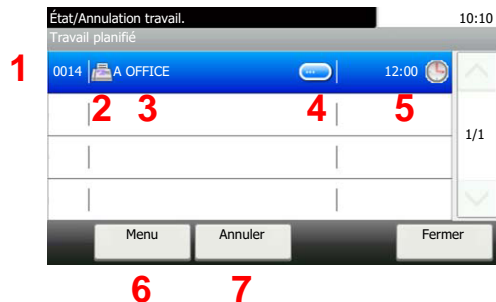 État/Annulation travail. 10:10
Travail planifié
1 0014 A OFFICE 12:00
2 3 4 5
1/1
Menu Annuler Fermer
6 7